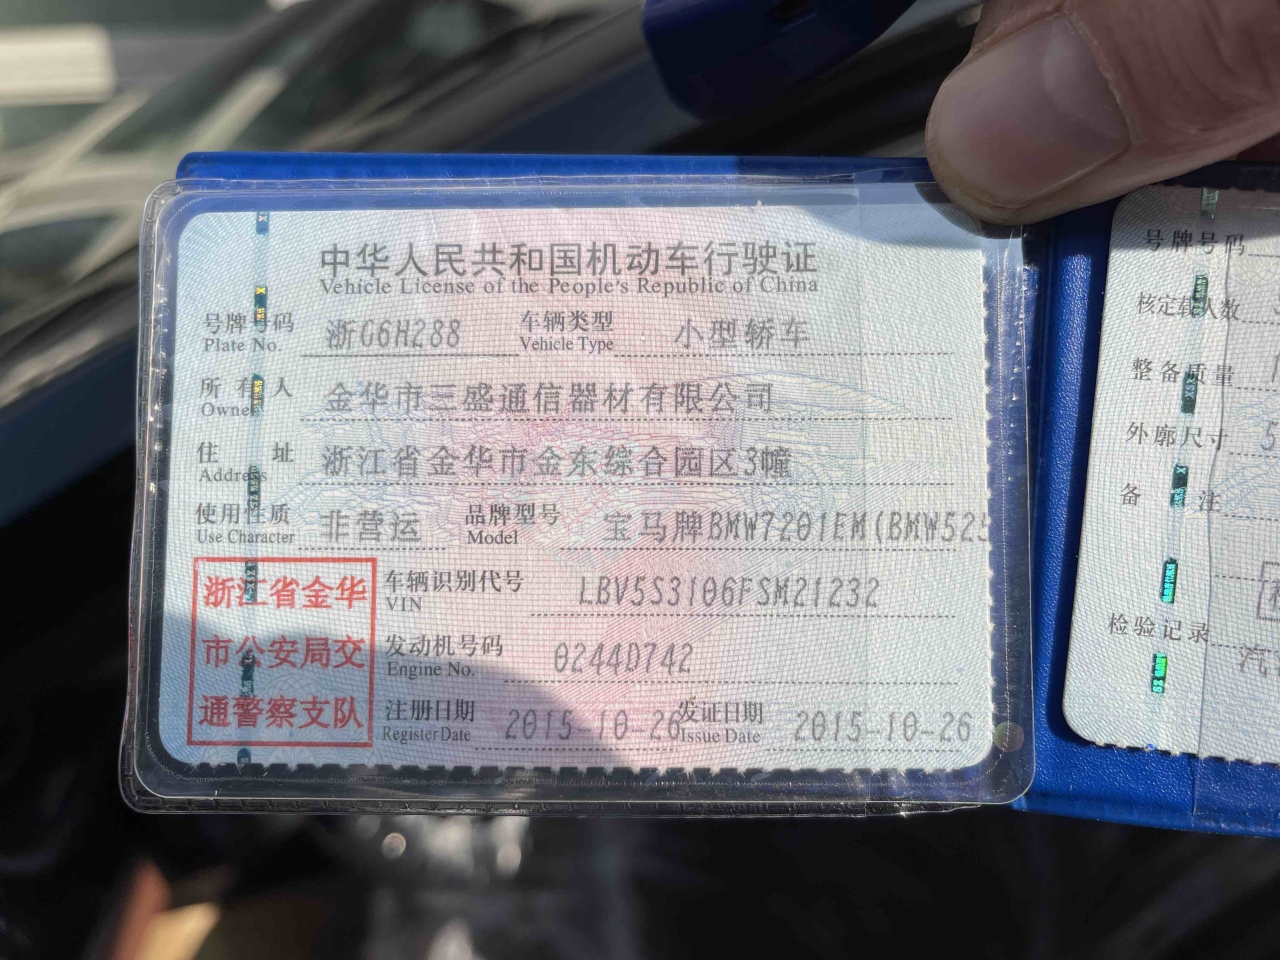 中华人民共和国机动车行驶证
Vehicle License of the People's Republic of China
号牌号码 浙G6H288 车辆类型 小型轿车
Plate No. Vehicle Type
所有人 金华市三盛通信器材有限公司
Owner
住址 浙江省金华市金东综合园区3幢
Address
使用性质 非营运 品牌型号 宝马牌BMW7201EM(BMW525
Use Character Model
浙江省金华
市公安局交
通警察支队
车辆识别代号 LBV5S3106FSM21232
VIN
发动机号码 0244D742
Engine No.
注册日期 2015-10-26 发证日期 2015-10-26
Register Date Issue Date
号牌号码
核定载人数
整备质量
外廓尺寸 5
备注
检验记录
汽